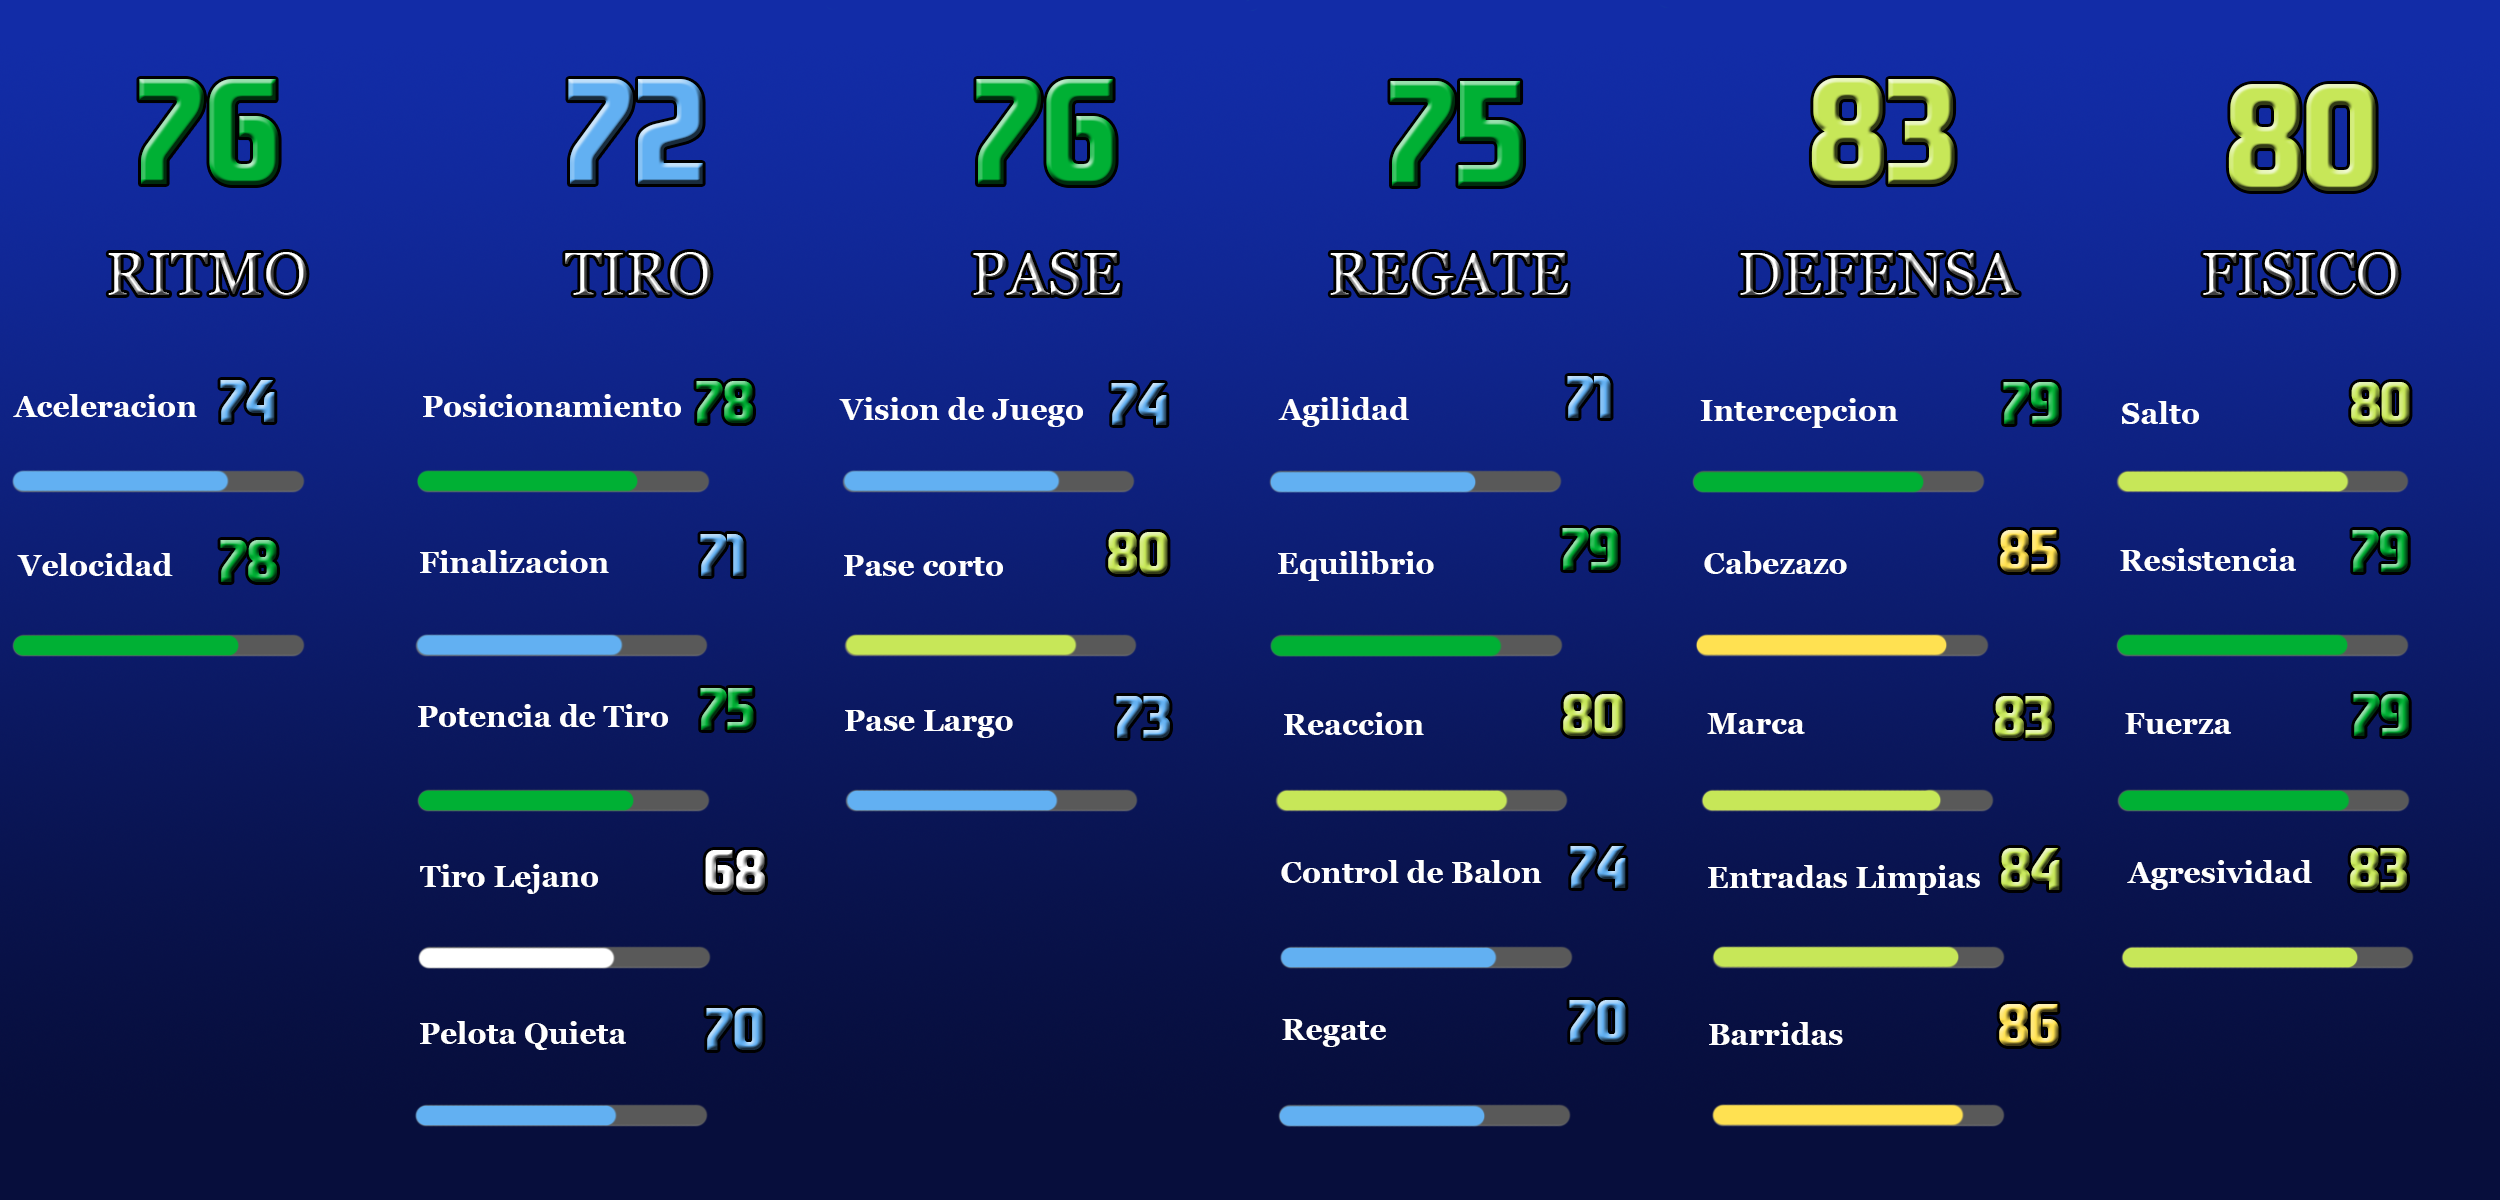 76 72 76 75 83 80
RITMO TIRO PASE REGATE DEFENSA FISICO
Aceleracion 74 Posicionamiento 78 Vision de Juego 74 Agilidad 71 Intercepcion 79 Salto 80
Velocidad 78 Finalizacion 71 Pase corto 80 Equilibrio 79 Cabezazo 85 Resistencia 79
Potencia de Tiro 75 Pase Largo 73 Reaccion 80 Marca 83 Fuerza 79
Tiro Lejano 68 Control de Balon 74 Entradas Limpias 84 Agresividad 83
Pelota Quieta 70 Regate 70 Barridas 86